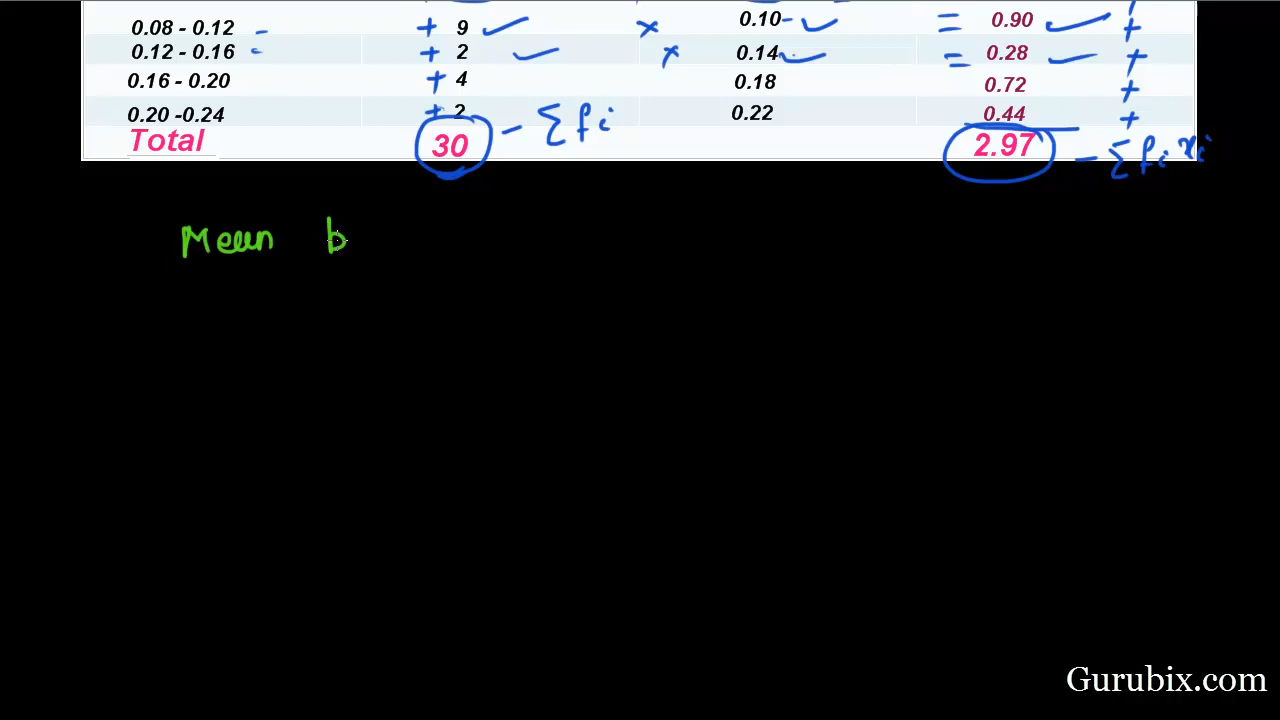 0.08 - 0.12 - + 9 ✓ × 0.10 - ✓ = 0.90 ✓ +
0.12 - 0.16 - + 2 ✓ × 0.14 ✓ = 0.28 ✓ +
0.16 - 0.20 + 4 0.18 0.72 +
0.20 -0.24 + 2 0.22 0.44 +
Total 30 - Σfi 2.97 - Σfixi
Mean b
Gurubix.com